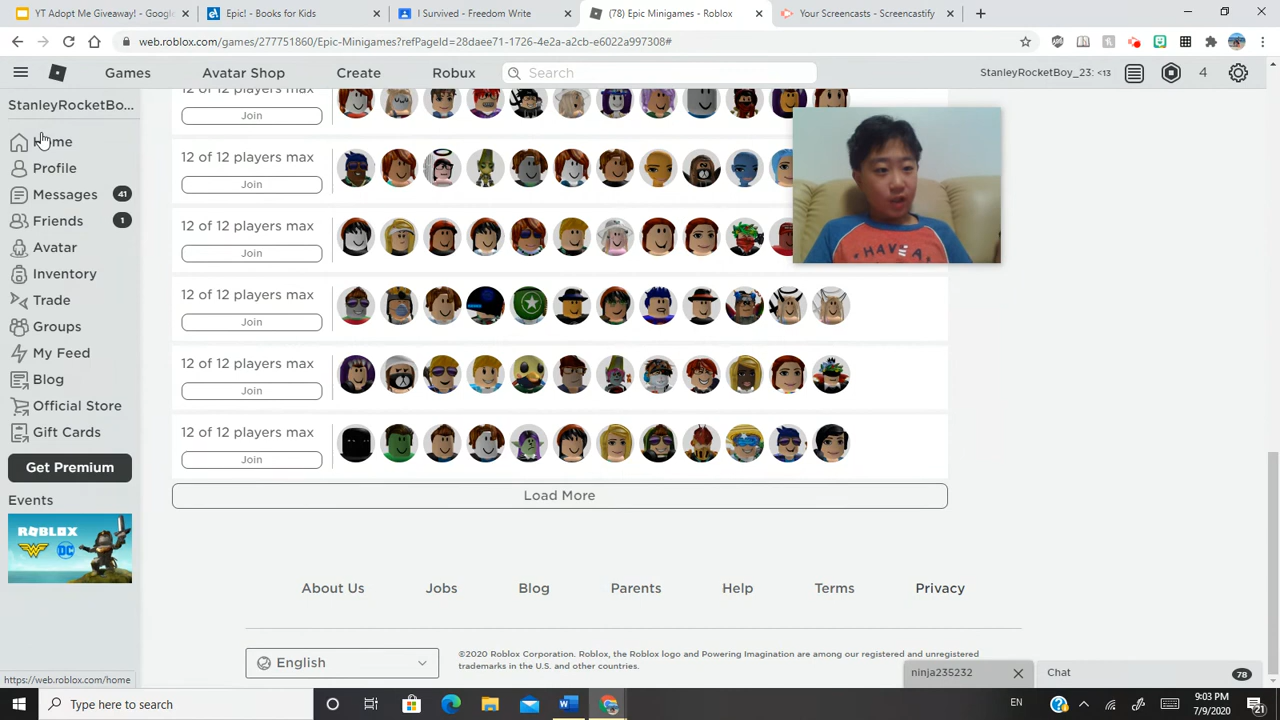 YT Adopt Me Giveaway! - Google S
Epic! - Books for Kids
I Survived - Freedom Write
(78) Epic Minigames - Roblox
Your Screencasts - Screencastify
web.roblox.com/games/277751860/Epic-Minigames?refPageId=28daee71-1726-4e2a-a2cb-e6022a997308#
Games
Avatar Shop
Create
Robux
Search
StanleyRocketBoy_23: <13
4
StanleyRocketBo...
Home
Profile
Messages 41
Friends 1
Avatar
Inventory
Trade
Groups
My Feed
Blog
Official Store
Gift Cards
Get Premium
Events
ROBLOX
DC
12 of 12 players max
Join
12 of 12 players max
Join
12 of 12 players max
Join
12 of 12 players max
Join
12 of 12 players max
Join
12 of 12 players max
Join
Load More
HAVE A
About Us
Jobs
Blog
Parents
Help
Terms
Privacy
English
©2020 Roblox Corporation. Roblox, the Roblox logo and Powering Imagination are among our registered and unregistered
trademarks in the U.S. and other countries.
ninja235232
Chat
78
https://web.roblox.com/home
Type here to search
EN
9:03 PM
7/9/2020
21